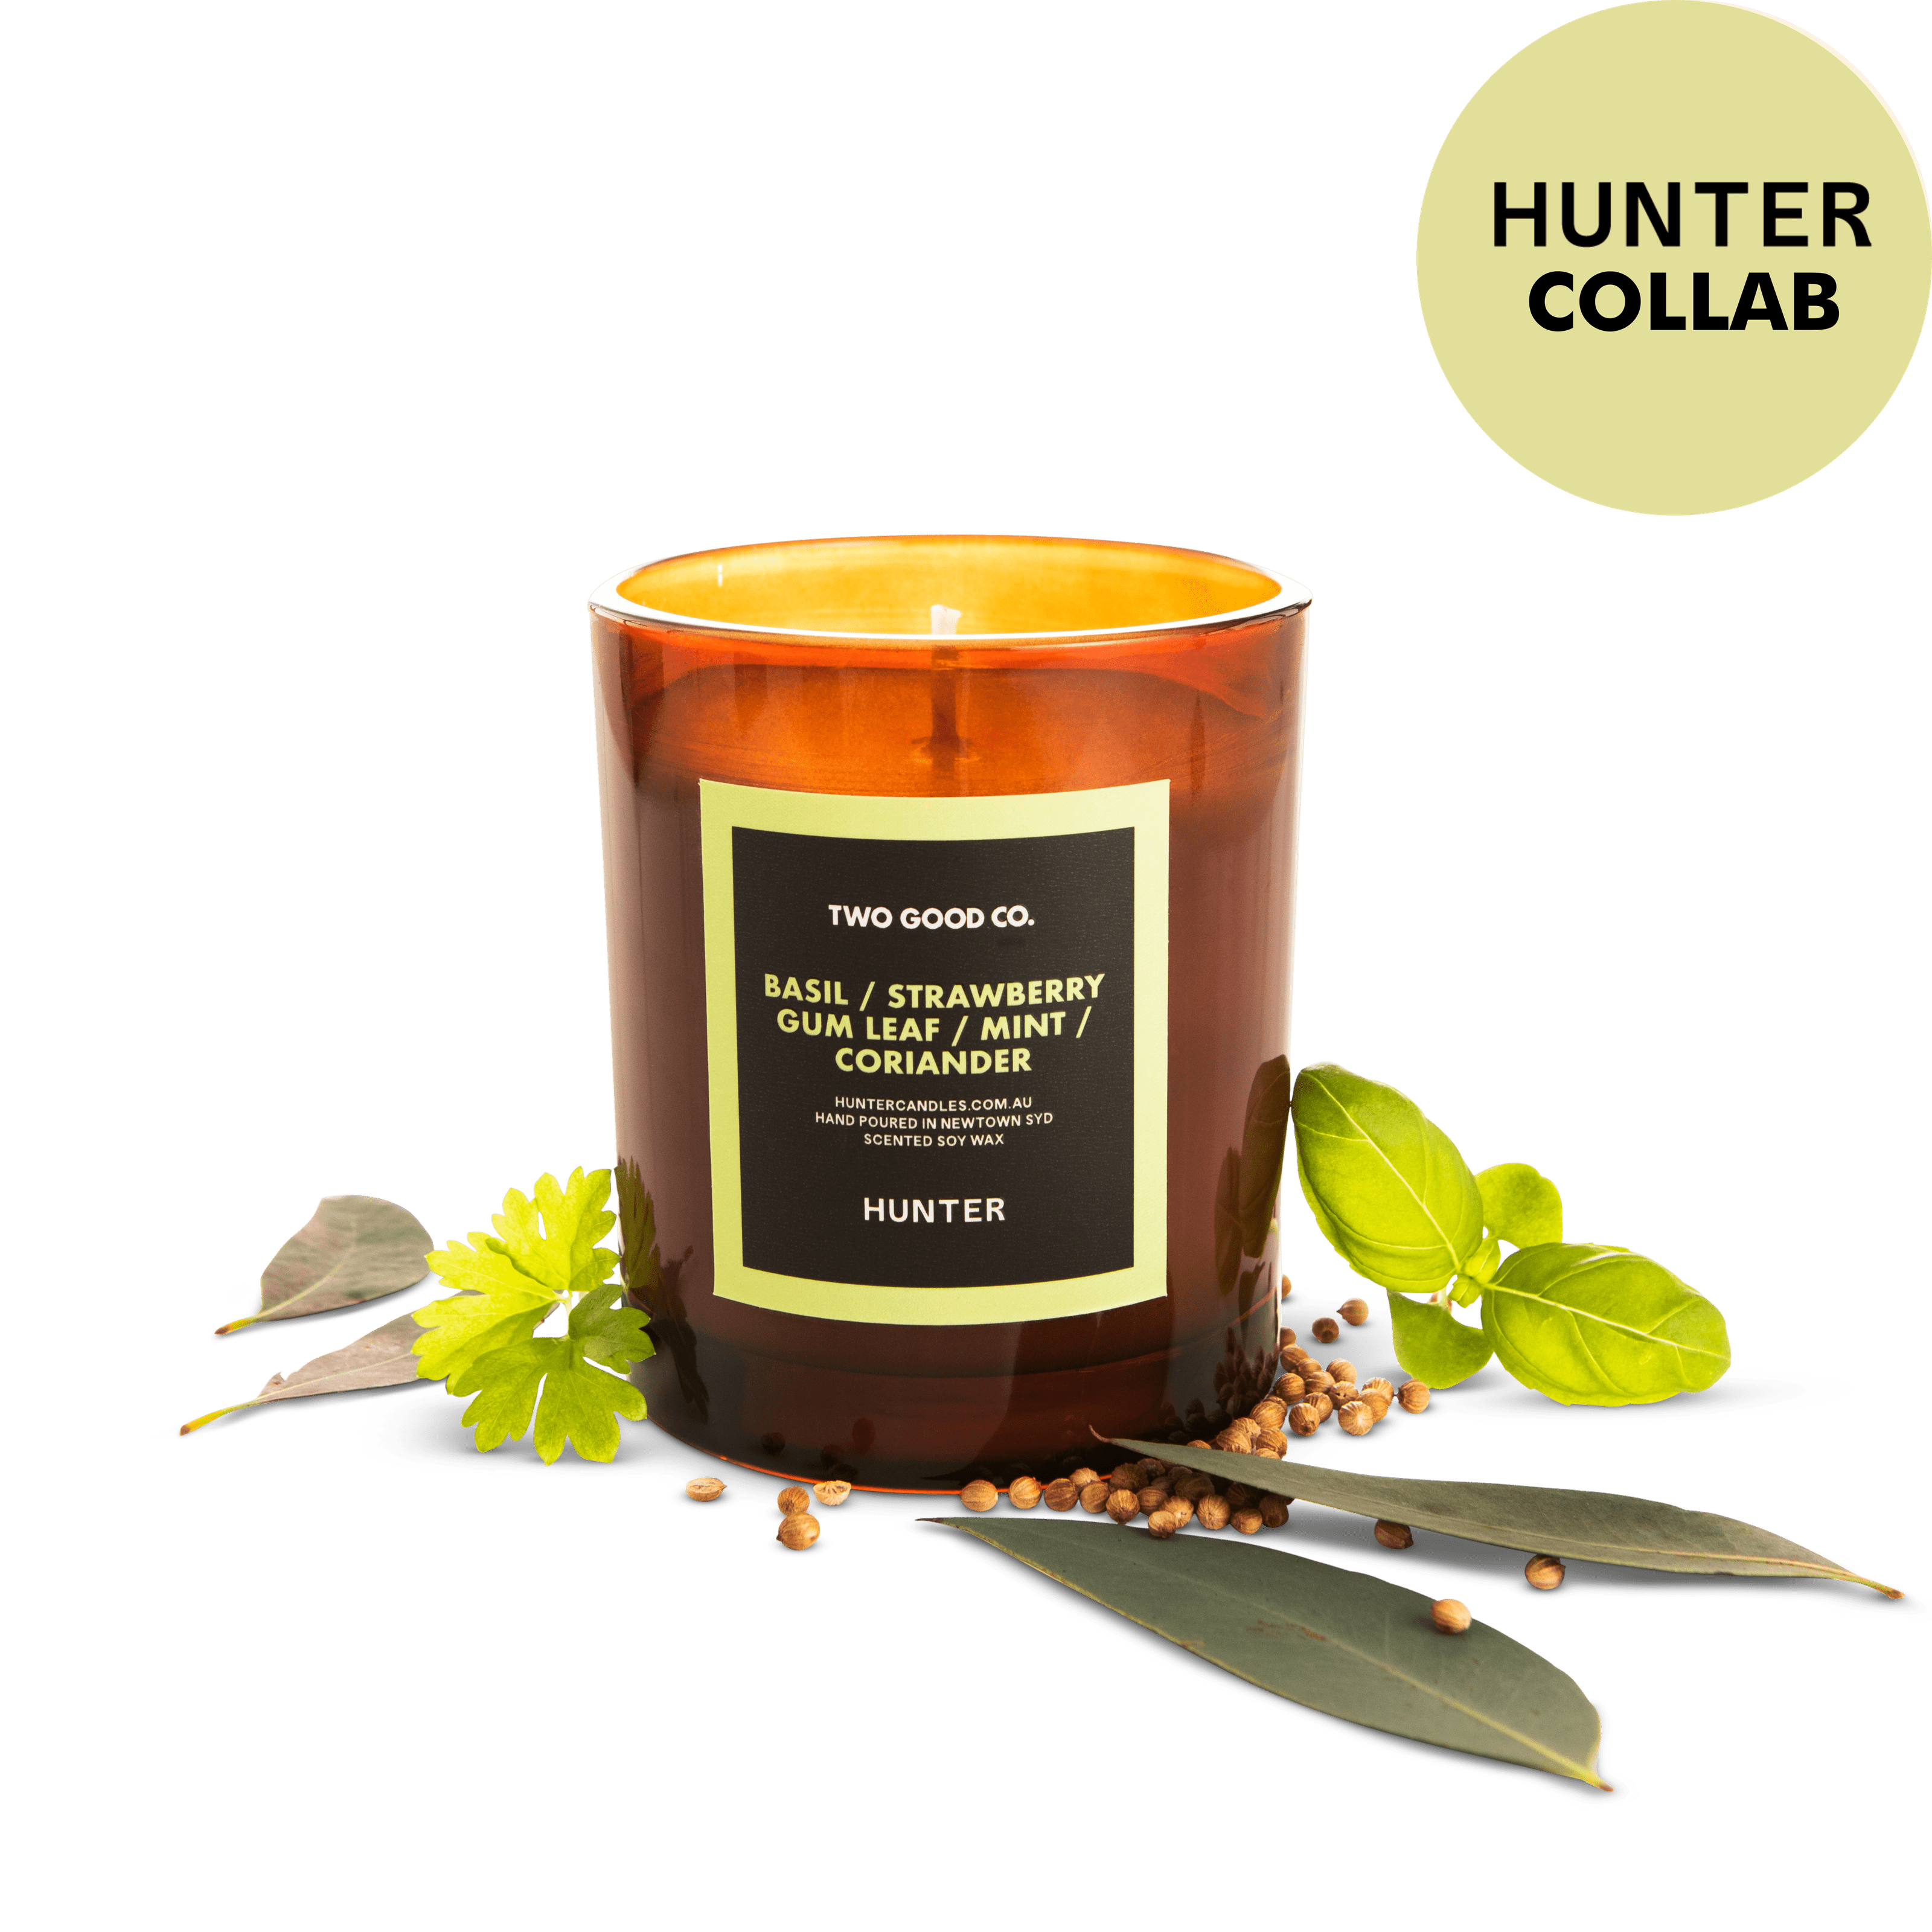 HUNTER
COLLAB
TWO GOOD CO.
BASIL / STRAWBERRY
GUM LEAF / MINT /
CORIANDER
HUNTERCANDLES.COM.AU
HAND POURED IN NEWTOWN SYD
SCENTED SOY WAX
HUNTER